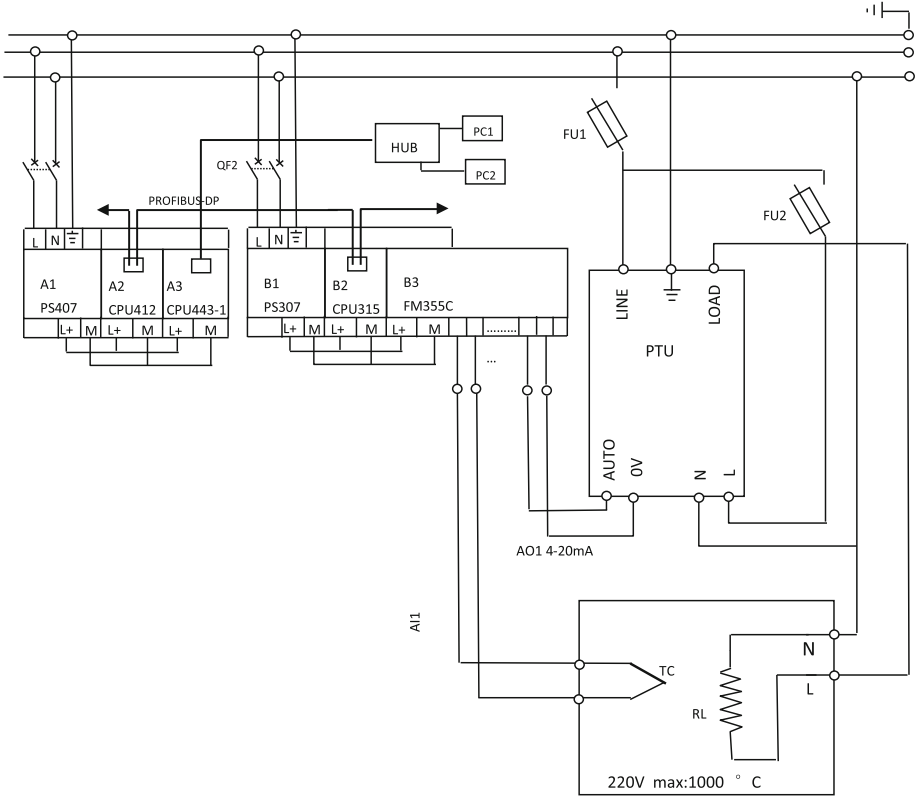 FU1
PC1
HUB
QF2
PC2
PROFIBUS-DP
FU2
L N
L N
A1
A2
A3
PS407
CPU412
CPU443-1
B1
B2
B3
PS307
CPU315
FM355C
LINE
LOAD
L+ M L+ M L+ M
L+ M L+ M L+ M .........
PTU
...
AUTO
0V
N
L
AO1 4-20mA
AI1
N
TC
L
RL
220V max:1000 ° C